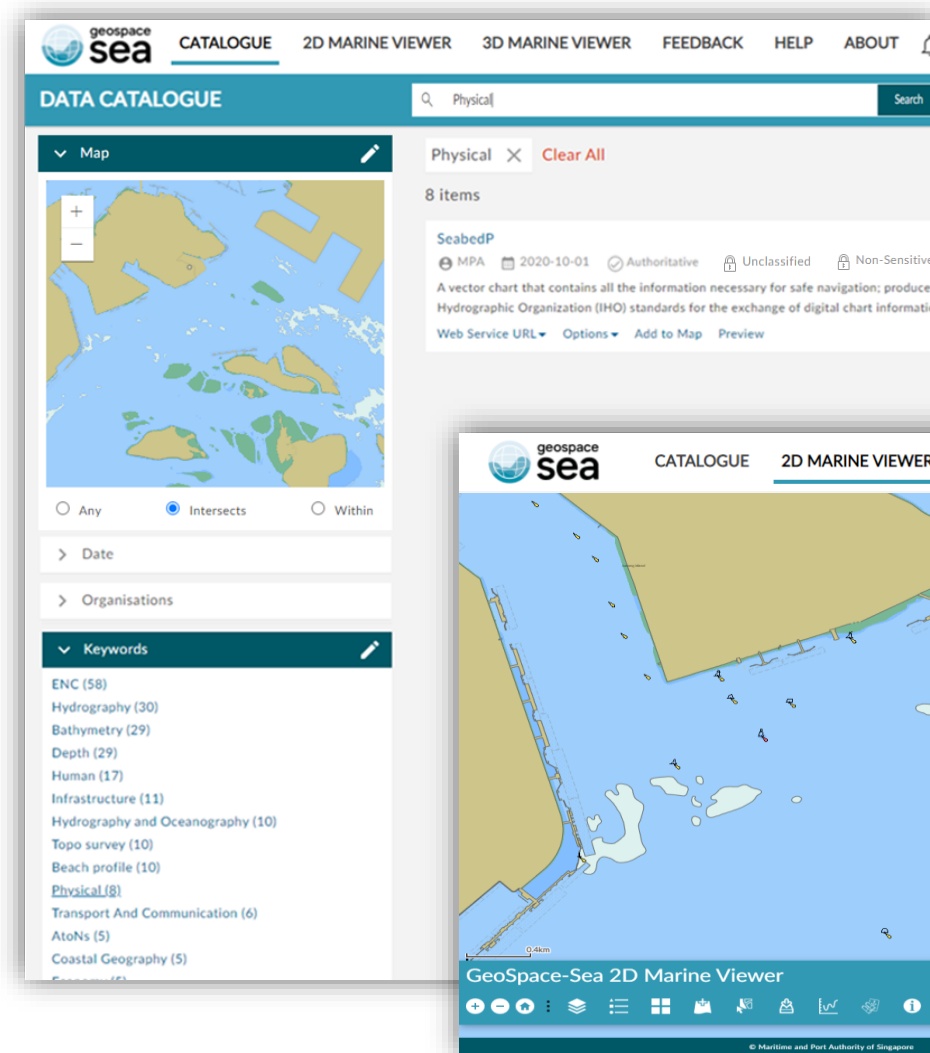 geospace
sea
CATALOGUE 2D MARINE VIEWER 3D MARINE VIEWER FEEDBACK HELP ABOUT
DATA CATALOGUE
Physical
Search
Map
Physical
Clear All
+
−
8 items
SeabedP
MPA 2020-10-01 Authoritative Unclassified Non-Sensitive
A vector chart that contains all the information necessary for safe navigation; produce
Hydrographic Organization (IHO) standards for the exchange of digital chart informati
Web Service URL Options Add to Map Preview
Any Intersects Within
Date
Organisations
Keywords
ENC (58)
Hydrography (30)
Bathymetry (29)
Depth (29)
Human (17)
Infrastructure (11)
Hydrography and Oceanography (10)
Topo survey (10)
Beach profile (10)
Physical (8)
Transport And Communication (6)
AtoNs (5)
Coastal Geography (5)
geospace
sea
CATALOGUE 2D MARINE VIEWER
0.4km
GeoSpace-Sea 2D Marine Viewer
© Maritime and Port Authority of Singapore